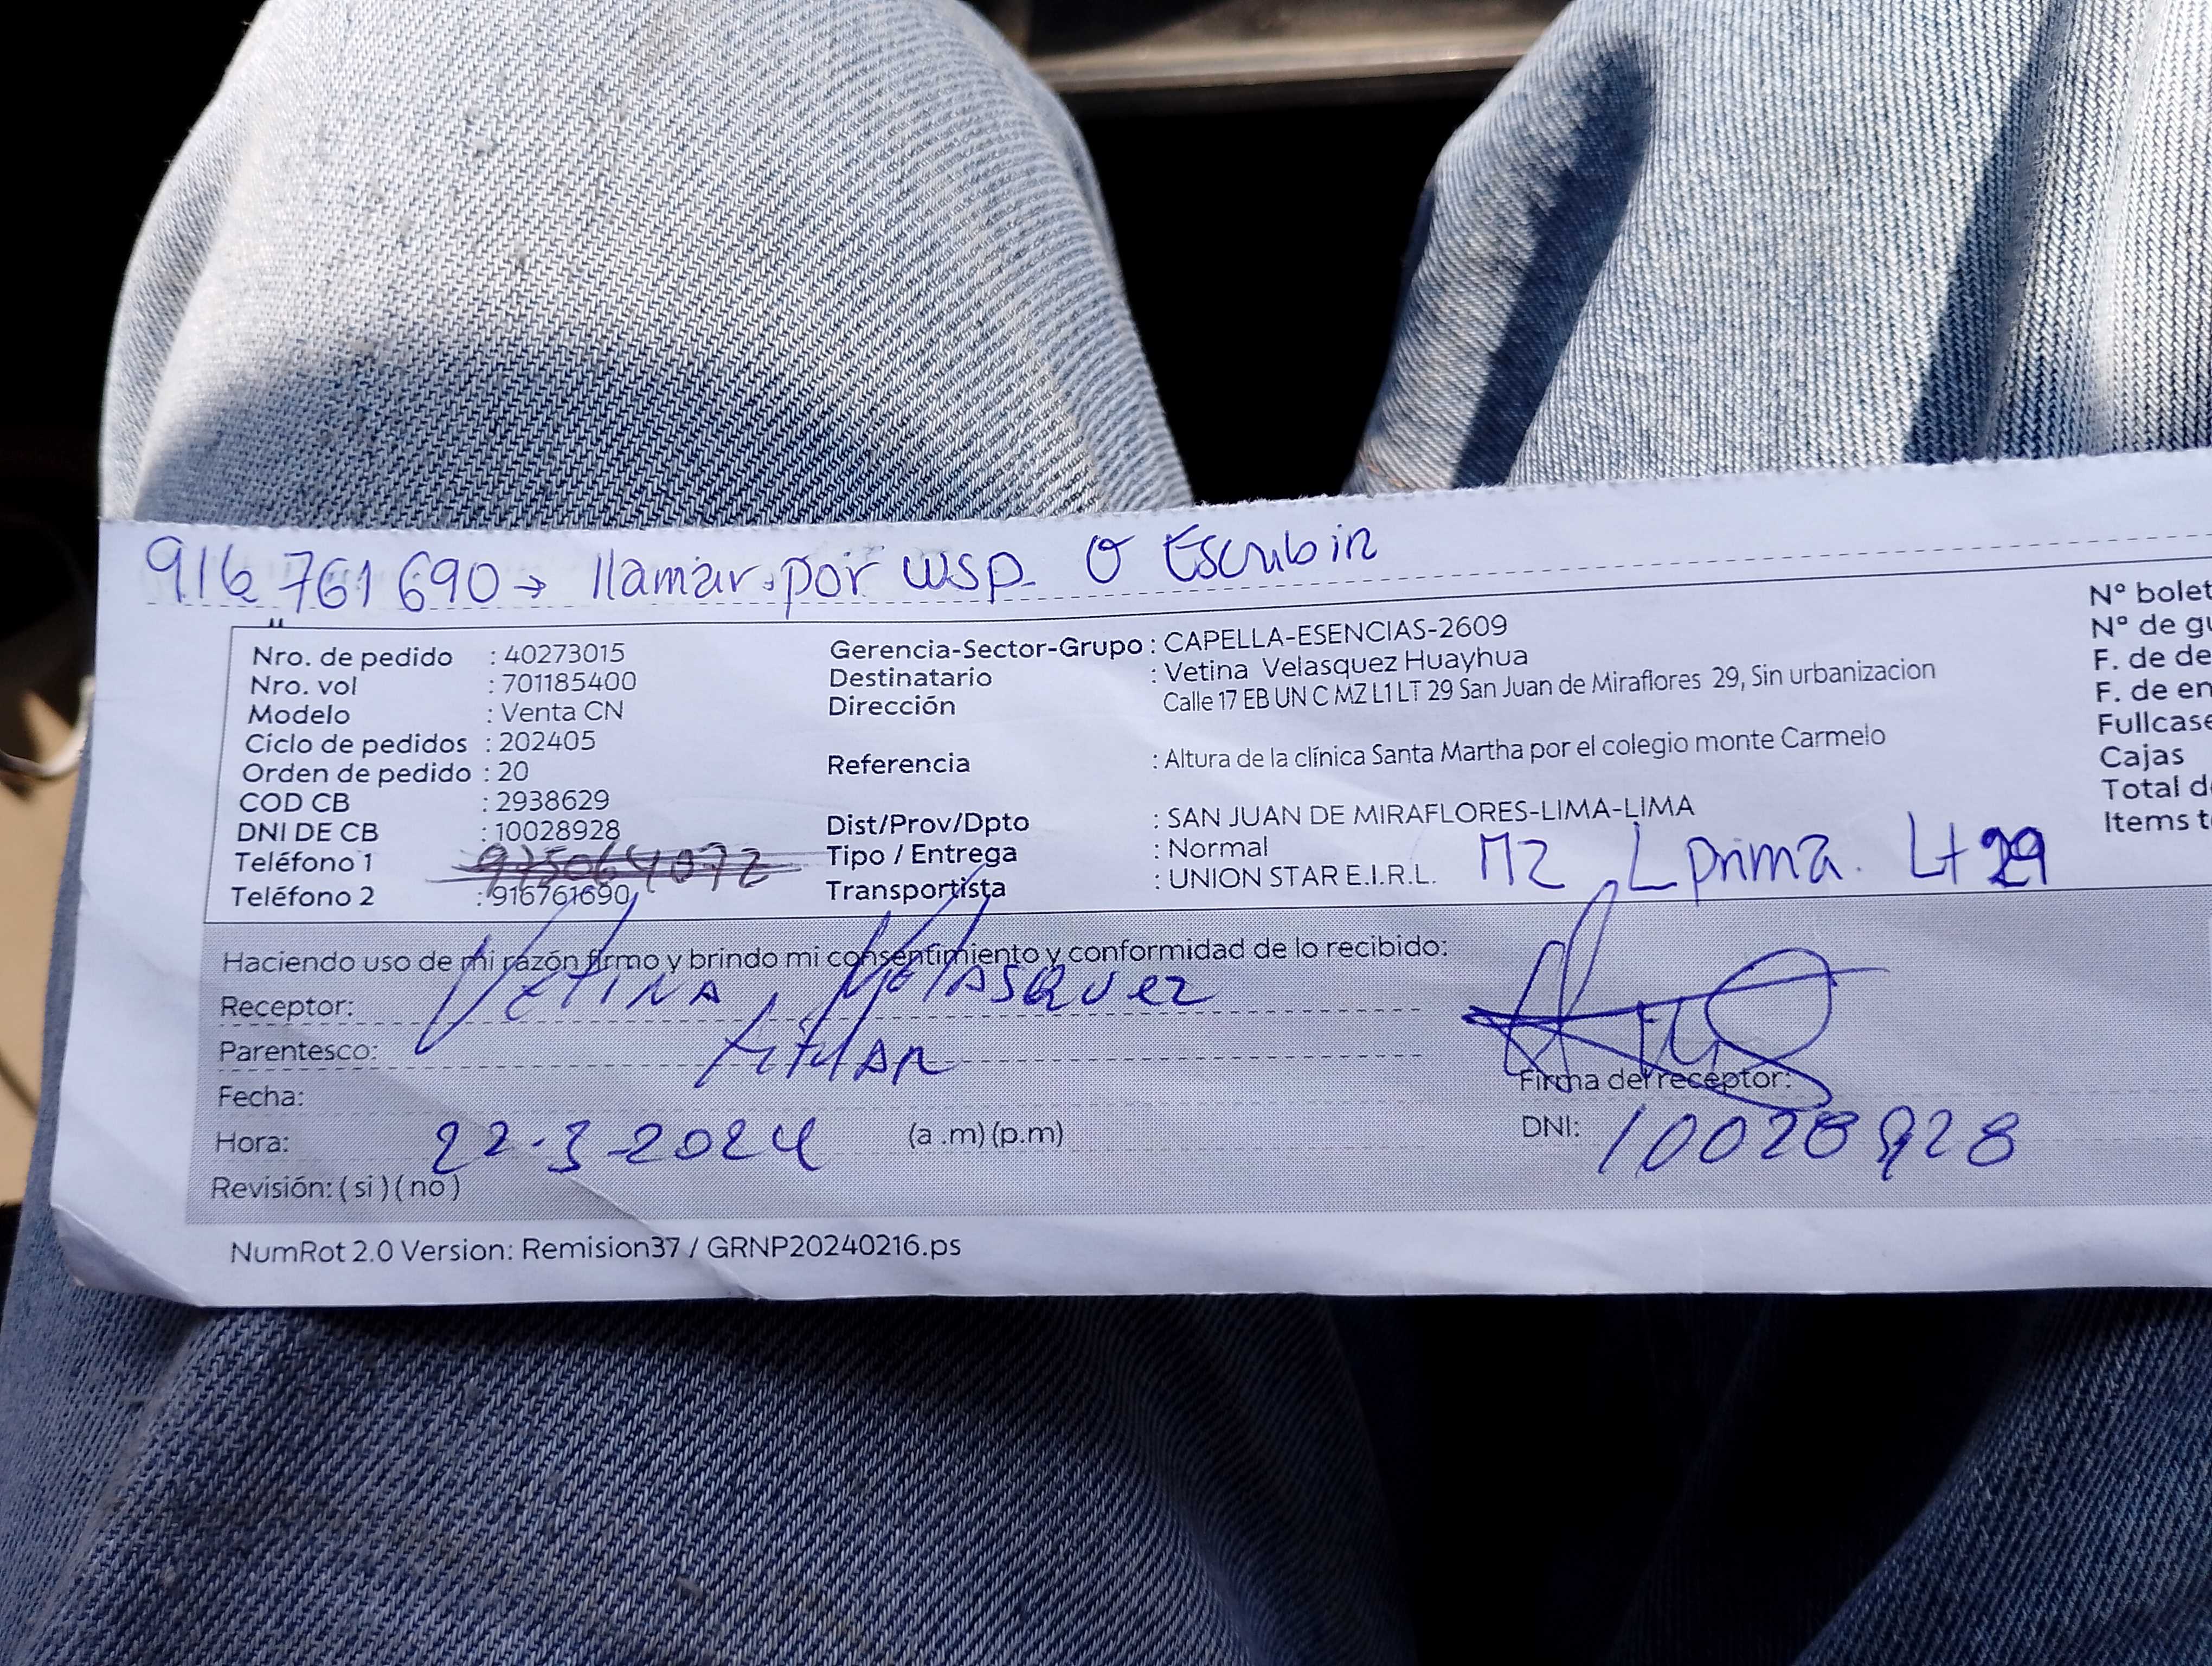 916 761 690 → llamar por wsp o Escribir
Nro. de pedido : 40273015
Nro. vol : 701185400
Modelo : Venta CN
Ciclo de pedidos : 202405
Orden de pedido : 20
COD CB : 2938629
DNI DE CB : 10028928
Teléfono 1 975064072
Teléfono 2 : 916761690
Gerencia-Sector-Grupo : CAPELLA-ESENCIAS-2609
Destinatario : Vetina Velasquez Huayhua
Dirección Calle 17 EB UN C MZ L1 LT 29 San Juan de Miraflores 29, Sin urbanizacion
Referencia : Altura de la clínica Santa Martha por el colegio monte Carmelo
Dist/Prov/Dpto : SAN JUAN DE MIRAFLORES-LIMA-LIMA
Tipo / Entrega : Normal
Transportista : UNION STAR E.I.R.L.
MZ L prima. Lt 29
Nº bolet
Nº de gu
F. de de
F. de en
Fullcase
Cajas
Total de
Items t
Haciendo uso de mi razón firmo y brindo mi consentimiento y conformidad de lo recibido:
Receptor: Vetina Velasquez
Parentesco: titular
Fecha:
Hora: 22-3-2024 (a .m) (p.m)
Revisión: ( si ) ( no )
Firma del receptor:
DNI: 10028928
NumRot 2.0 Version: Remision37 / GRNP20240216.ps